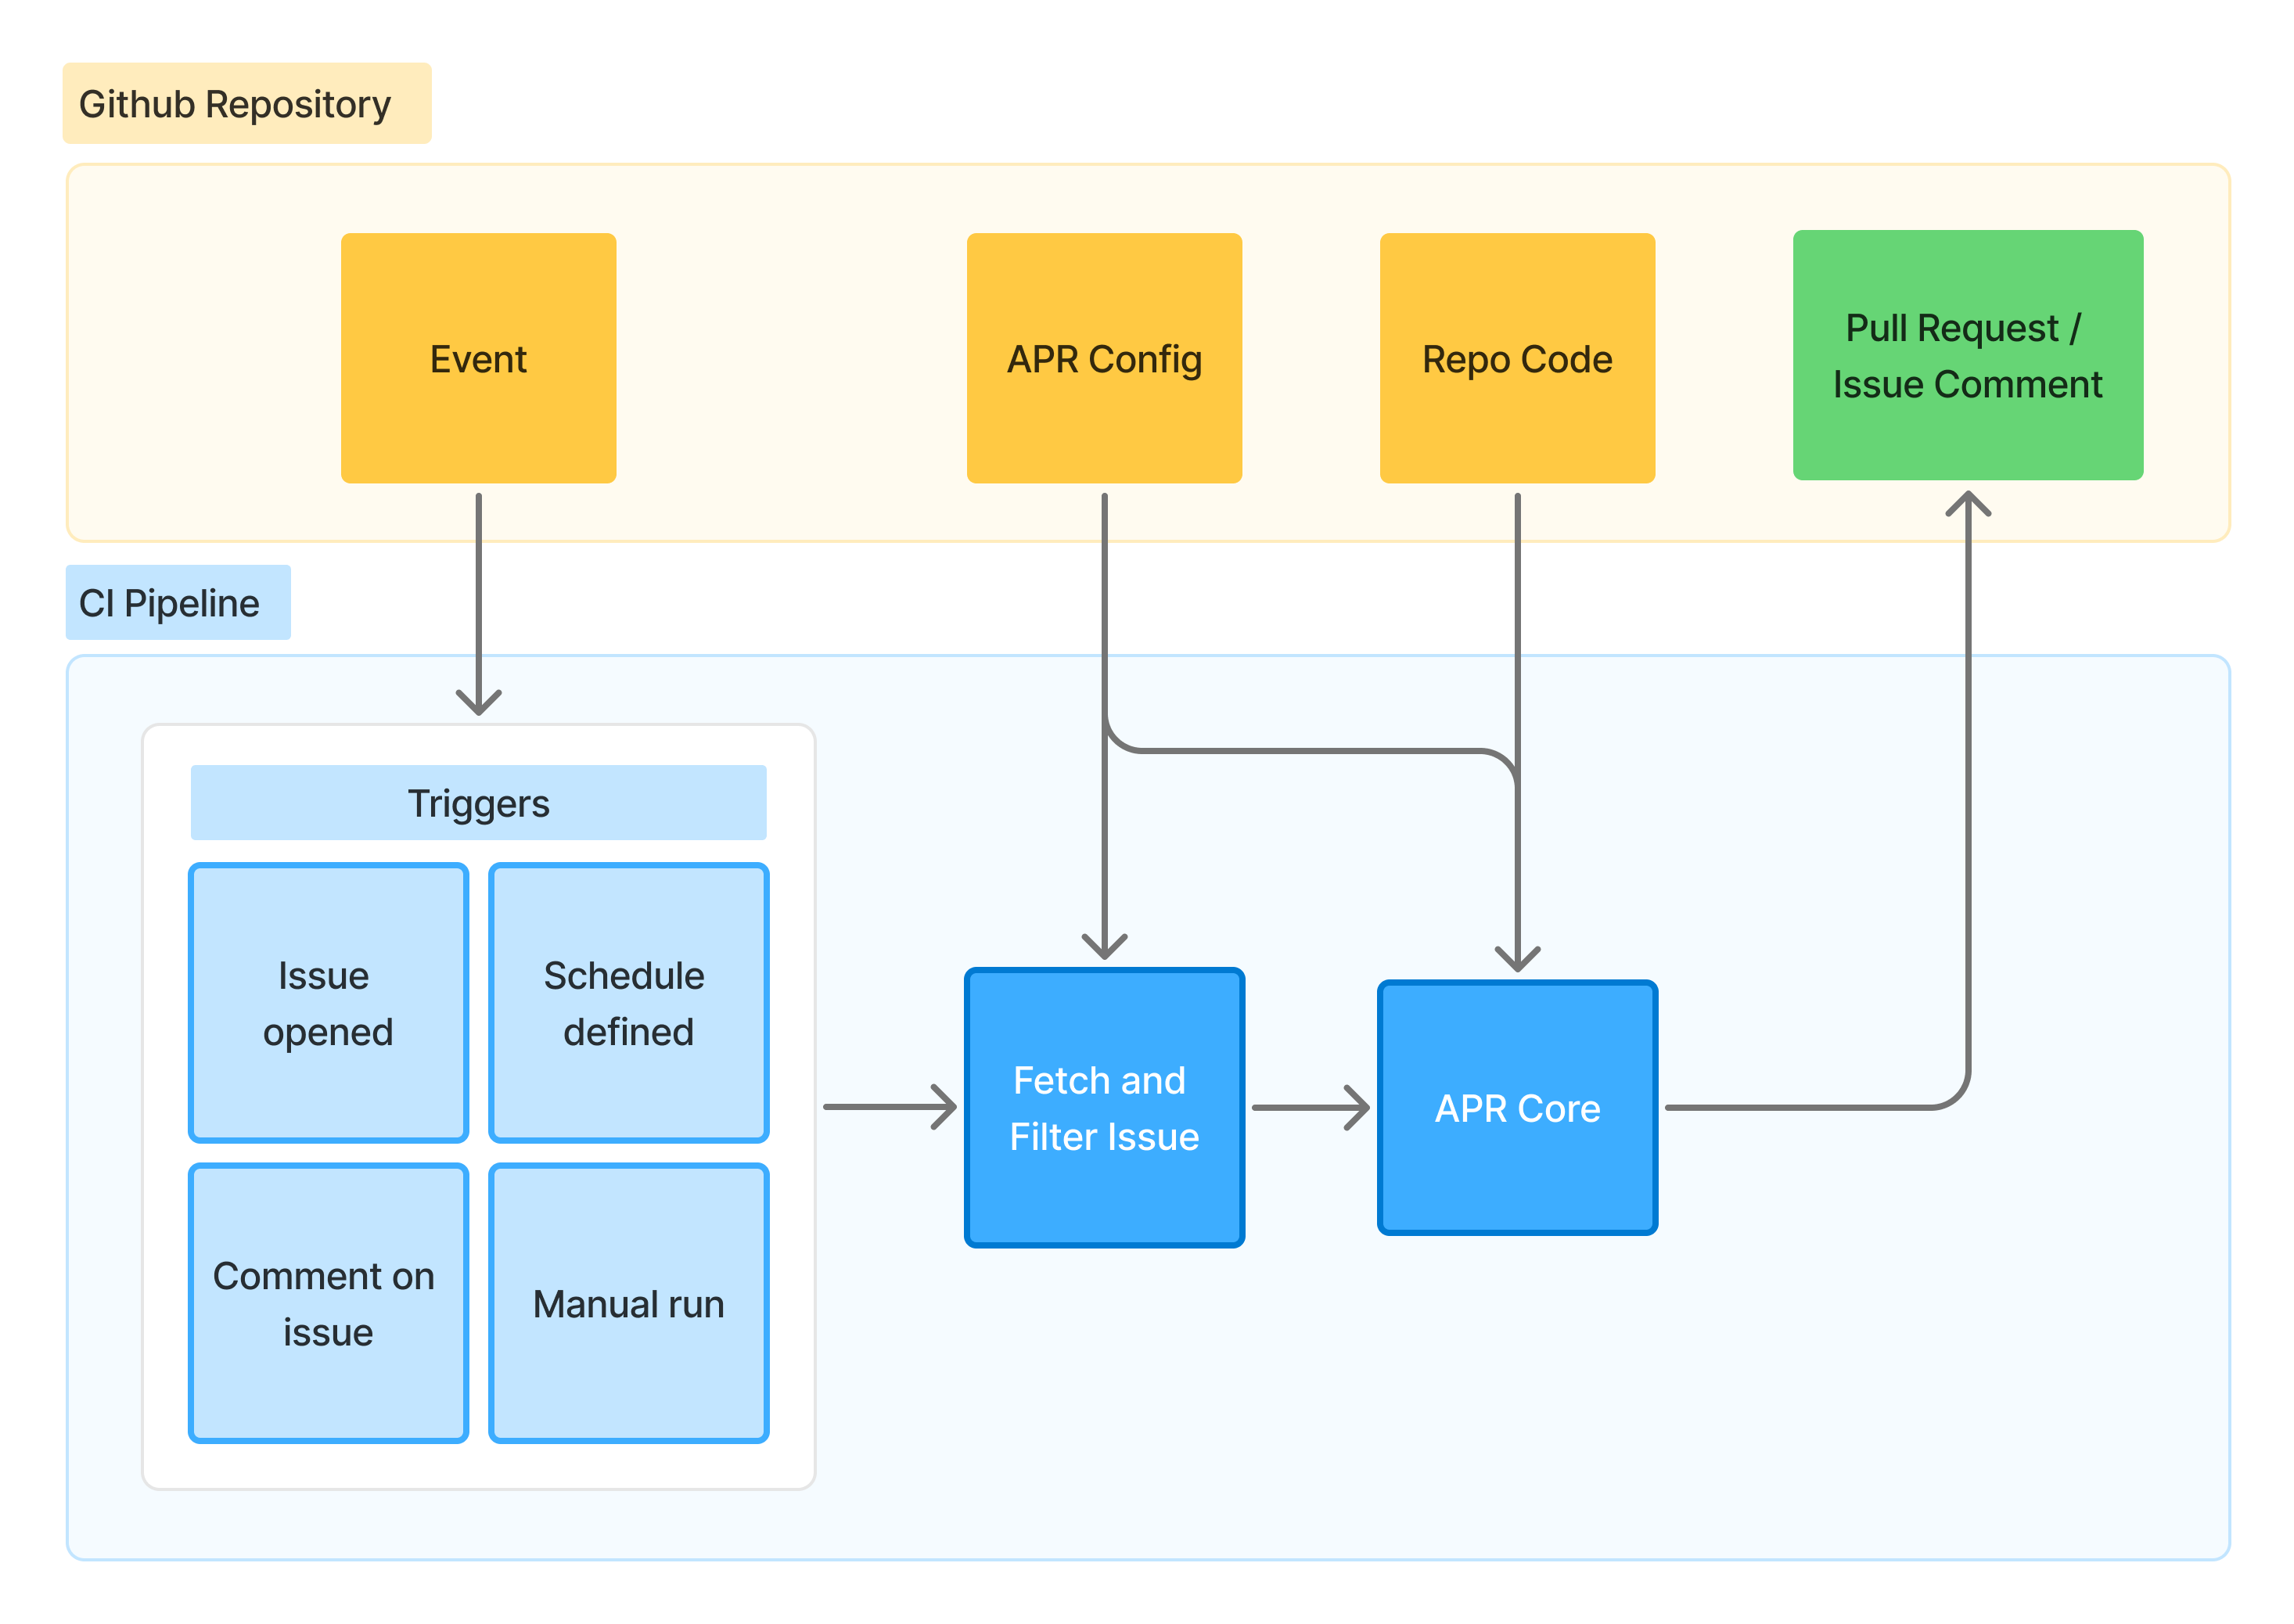 Github Repository
Event
APR Config
Repo Code
Pull Request /
Issue Comment
CI Pipeline
Triggers
Issue
opened
Schedule
defined
Comment on
issue
Manual run
Fetch and
Filter Issue
APR Core